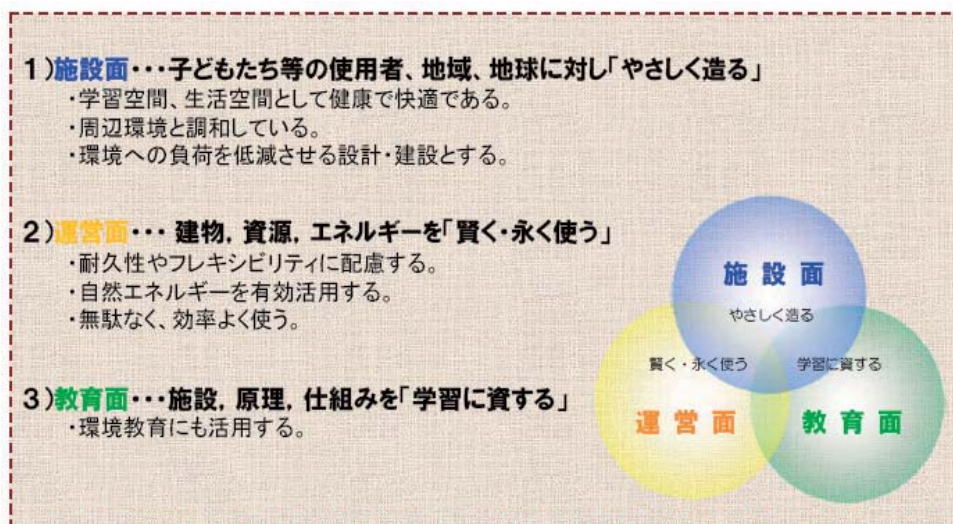 1)施設面・・・子どもたち等の使用者、地域、地球に対し「やさしく造る」
・学習空間、生活空間として健康で快適である。
・周辺環境と調和している。
・環境への負荷を低減させる設計・建設とする。
2)運営面・・・ 建物, 資源, エネルギーを「賢く・永く使う」
・耐久性やフレキシビリティに配慮する。
・自然エネルギーを有効活用する。
・無駄なく、効率よく使う。
3)教育面・・・施設, 原理, 仕組みを「学習に資する」
・環境教育にも活用する。
施設面
やさしく造る
賢く・永く使う
学習に資する
運営面
教育面